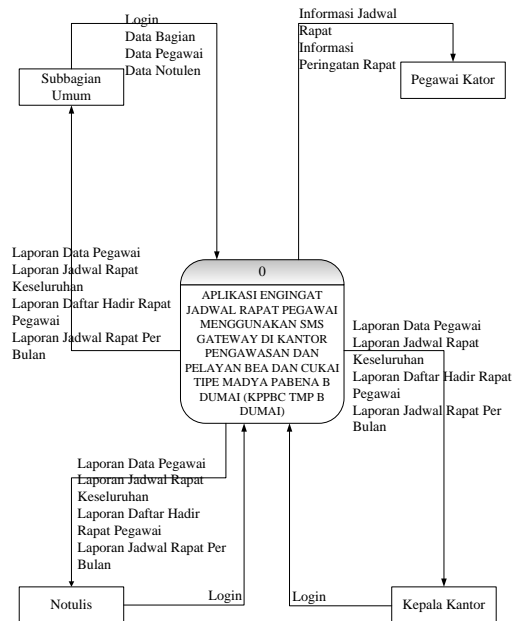 Login
Data Bagian
Data Pegawai
Data Notulen
Informasi Jadwal
Rapat
Informasi
Peringatan Rapat
Subbagian
Umum
Pegawai Kator
Laporan Data Pegawai
Laporan Jadwal Rapat
Keseluruhan
Laporan Daftar Hadir Rapat
Pegawai
Laporan Jadwal Rapat Per
Bulan
0
APLIKASI ENGINGAT
JADWAL RAPAT PEGAWAI
MENGGUNAKAN SMS
GATEWAY DI KANTOR
PENGAWASAN DAN
PELAYAN BEA DAN CUKAI
TIPE MADYA PABENA B
DUMAI (KPPBC TMP B
DUMAI)
Laporan Data Pegawai
Laporan Jadwal Rapat
Keseluruhan
Laporan Daftar Hadir Rapat
Pegawai
Laporan Jadwal Rapat Per
Bulan
Laporan Data Pegawai
Laporan Jadwal Rapat
Keseluruhan
Laporan Daftar Hadir
Rapat Pegawai
Laporan Jadwal Rapat Per
Bulan
Notulis
Login
Login
Kepala Kantor